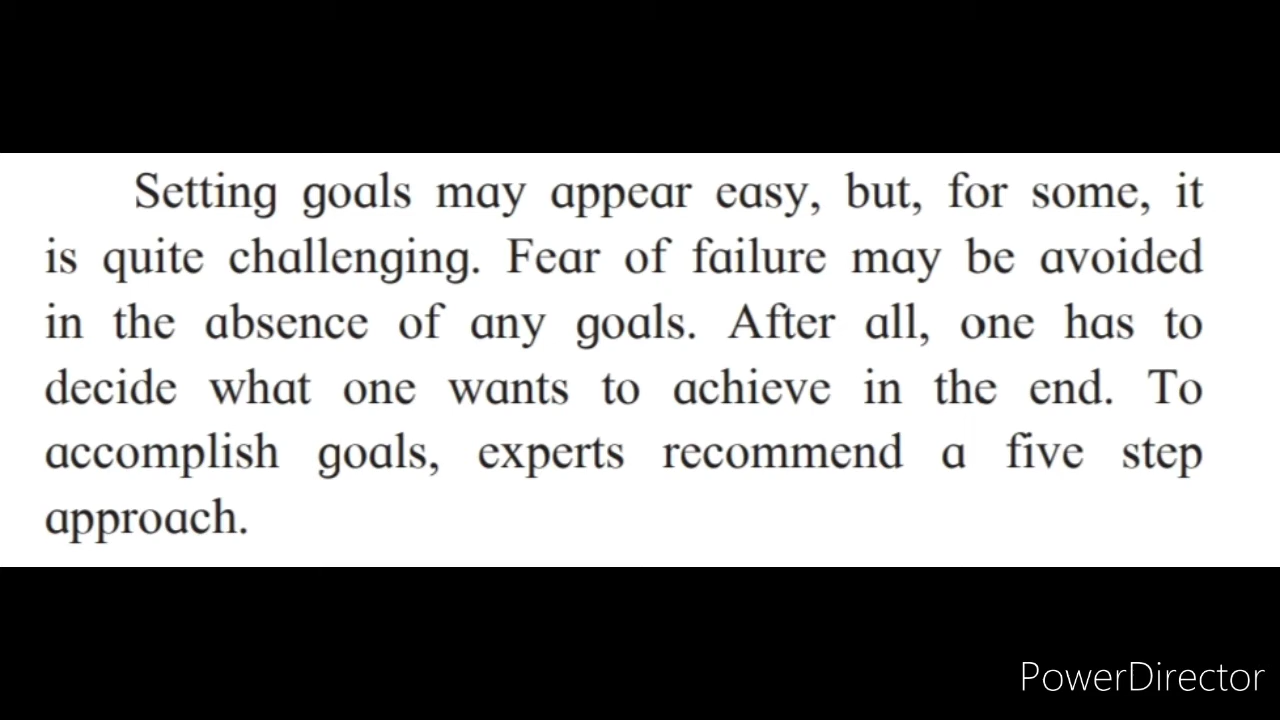 Setting goals may appear easy, but, for some, it
is quite challenging. Fear of failure may be avoided
in the absence of any goals. After all, one has to
decide what one wants to achieve in the end. To
accomplish goals, experts recommend a five step
approach.
PowerDirector